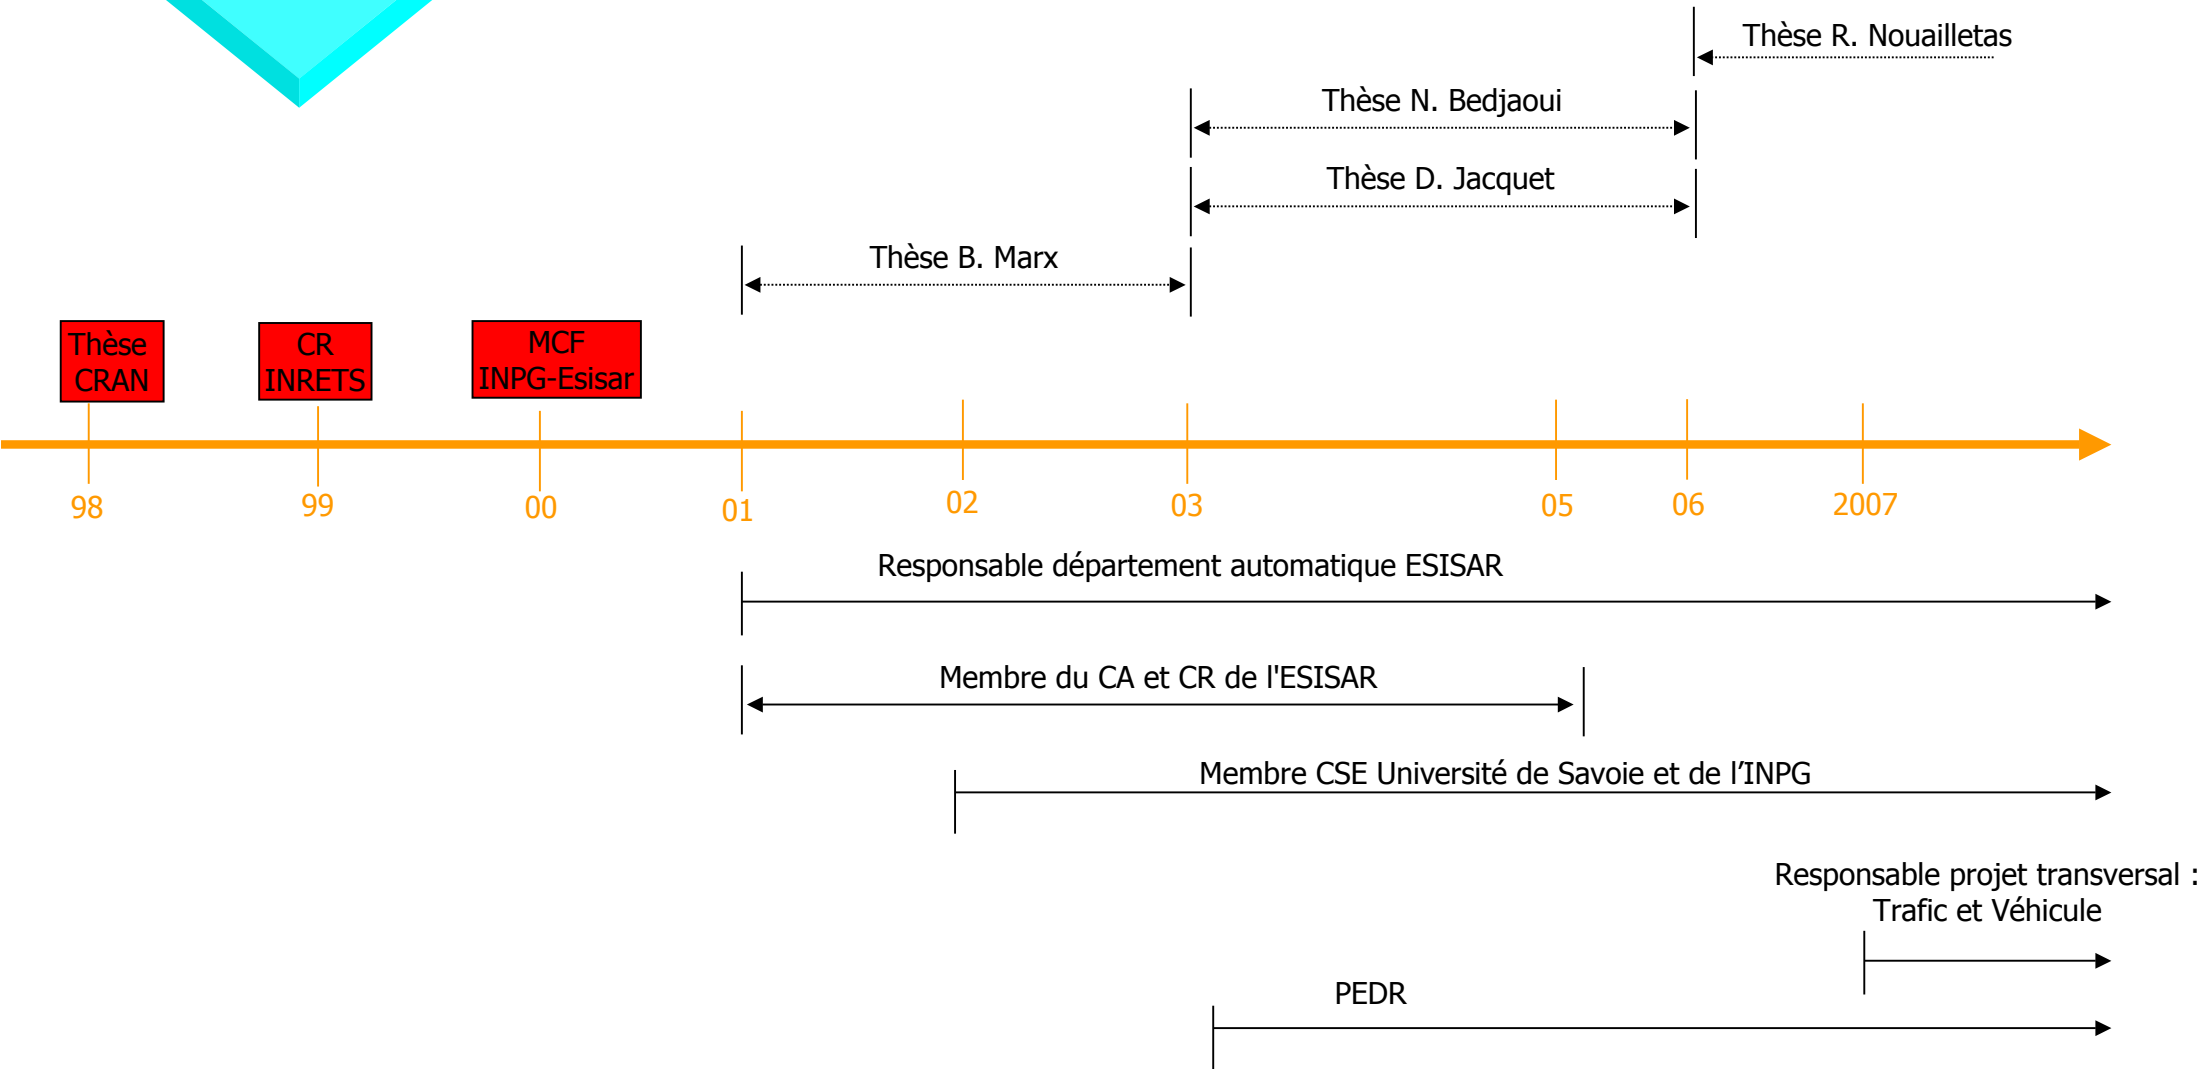 Thèse R. Nouailletas
Thèse N. Bedjaoui
Thèse D. Jacquet
Thèse B. Marx
Thèse
CRAN
CR
INRETS
MCF
INPG-Esisar
98
99
00
01
02
03
05
06
2007
Responsable département automatique ESISAR
Membre du CA et CR de l'ESISAR
Membre CSE Université de Savoie et de l’INPG
Responsable projet transversal :
Trafic et Véhicule
PEDR